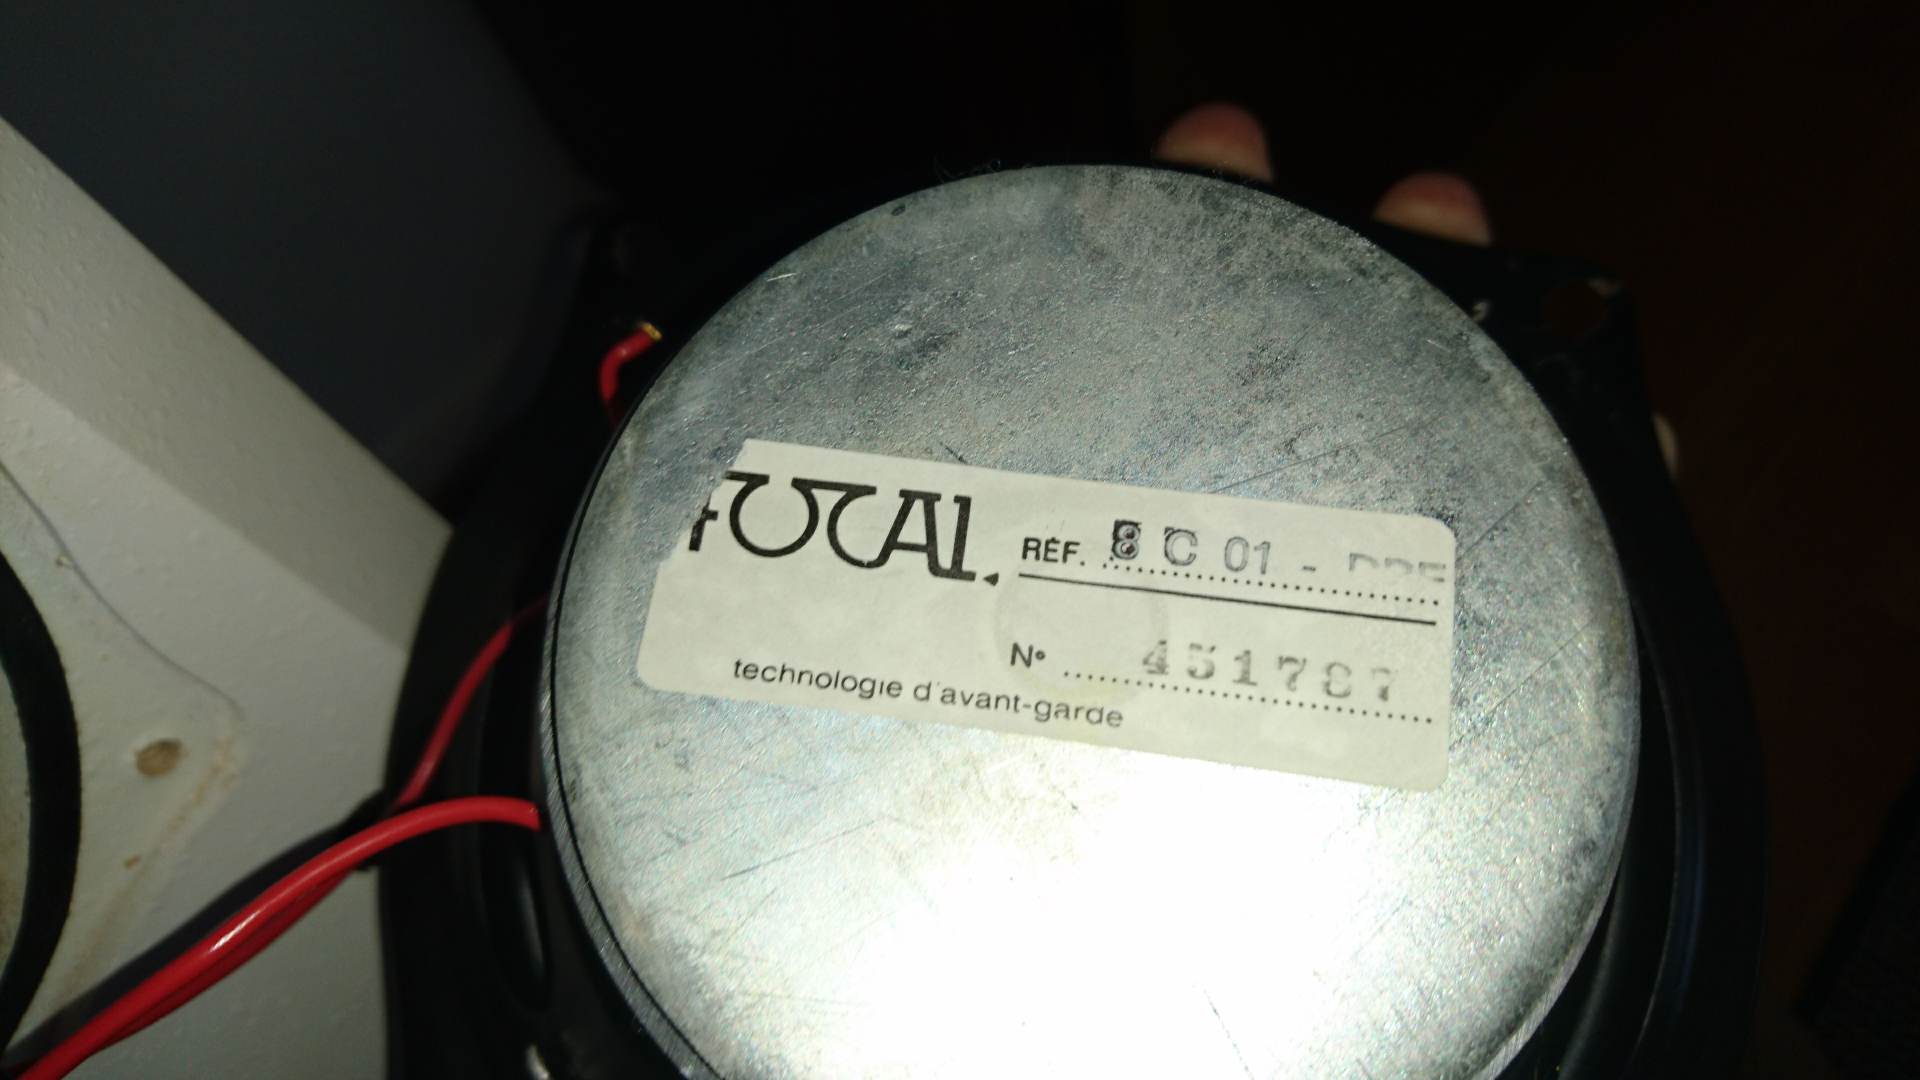 FOCAL.
RÉF. 8 C 01 -
N° 451787
technologie d'avant-garde